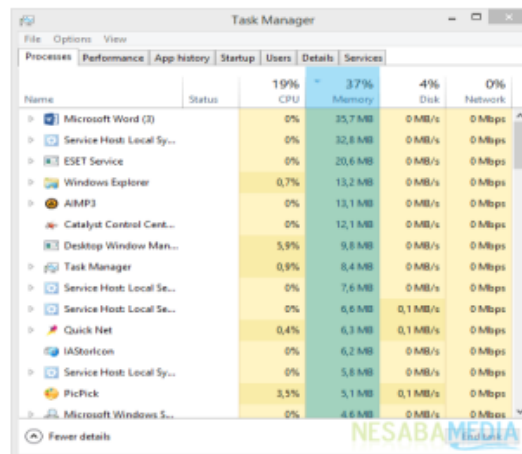 Task Manager
File Options View
Processes Performance App history Startup Users Details Services
19% 37% 4% 0%
Name Status CPU Memory Disk Network
Microsoft Word (3) 0% 35,7 MB 0 MB/s 0 Mbps
Service Host: Local Sy... 0% 32,8 MB 0 MB/s 0 Mbps
ESET Service 0% 20,6 MB 0 MB/s 0 Mbps
Windows Explorer 0,7% 13,2 MB 0 MB/s 0 Mbps
AIMP3 0% 13,1 MB 0 MB/s 0 Mbps
Catalyst Control Cent... 0% 12,1 MB 0 MB/s 0 Mbps
Desktop Window Man... 5,9% 9,8 MB 0 MB/s 0 Mbps
Task Manager 0,9% 8,4 MB 0 MB/s 0 Mbps
Service Host: Local Se... 0% 7,6 MB 0 MB/s 0 Mbps
Service Host: Local Se... 0% 6,6 MB 0,1 MB/s 0 Mbps
Quick Net 0,4% 6,3 MB 0,1 MB/s 0 Mbps
IAStorIcon 0% 6,2 MB 0 MB/s 0 Mbps
Service Host: Local Sy... 0% 5,8 MB 0 MB/s 0 Mbps
PicPick 3,5% 5,1 MB 0,1 MB/s 0 Mbps
Microsoft Windows S... 0% 4,6 MB 0 MB/s 0 Mbps
Fewer details End task
NESABAMEDIA